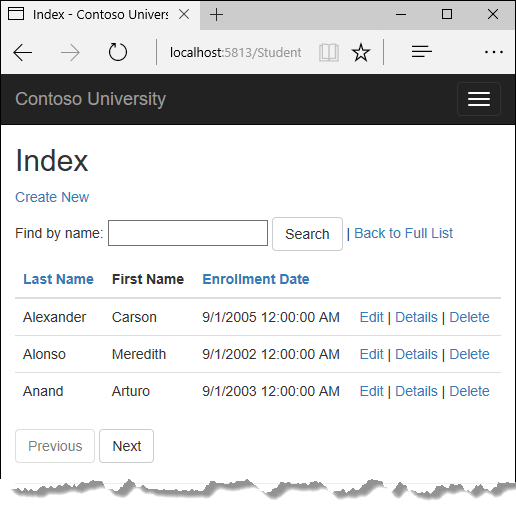 Index - Contoso Univers
localhost:5813/Student
Contoso University
Index
Create New
Find by name: Search | Back to Full List
Last Name First Name Enrollment Date
Alexander Carson 9/1/2005 12:00:00 AM Edit | Details | Delete
Alonso Meredith 9/1/2002 12:00:00 AM Edit | Details | Delete
Anand Arturo 9/1/2003 12:00:00 AM Edit | Details | Delete
Previous Next